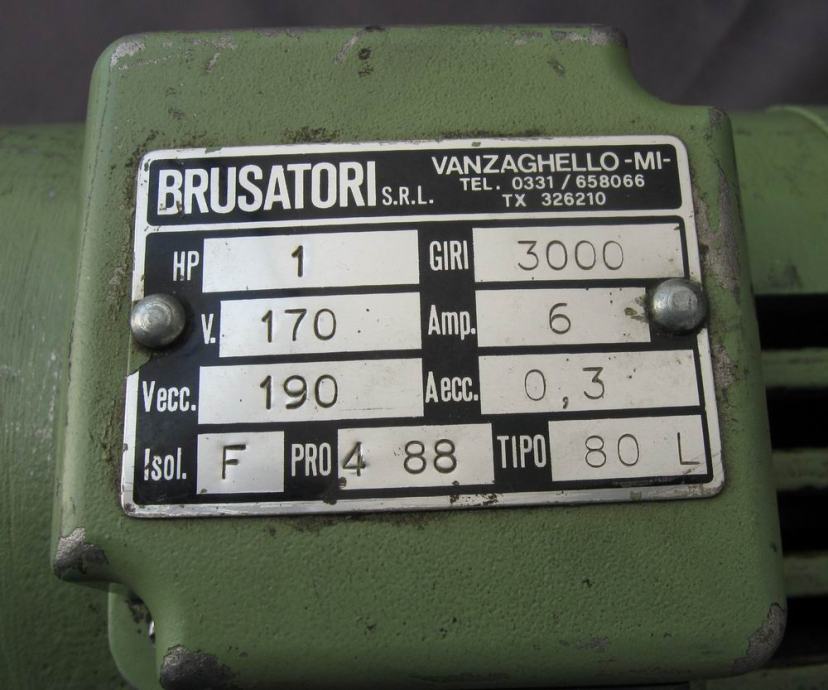 BRUSATORI S.R.L. VANZAGHELLO -MI-
TEL. 0331/658066
TX 326210
HP 1 GIRI 3000
V. 170 Amp. 6
Vecc. 190 Aecc. 0,3
Isol. F PRO 4 88 TIPO 80 L